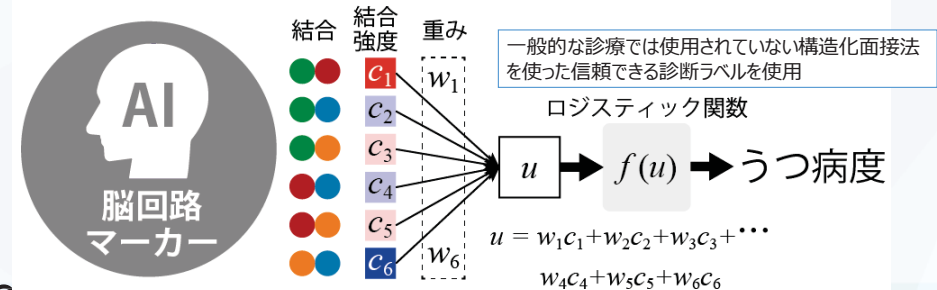 AI
脳回路
マーカー
結合
結合
強度
重み
c1
c2
c3
c4
c5
c6
w1
w6
一般的な診療では使用されていない構造化面接法
を使った信頼できる診断ラベルを使用
ロジスティック関数
u
f(u)
うつ病度
u = w1c1+w2c2+w3c3+…
w4c4+w5c5+w6c6